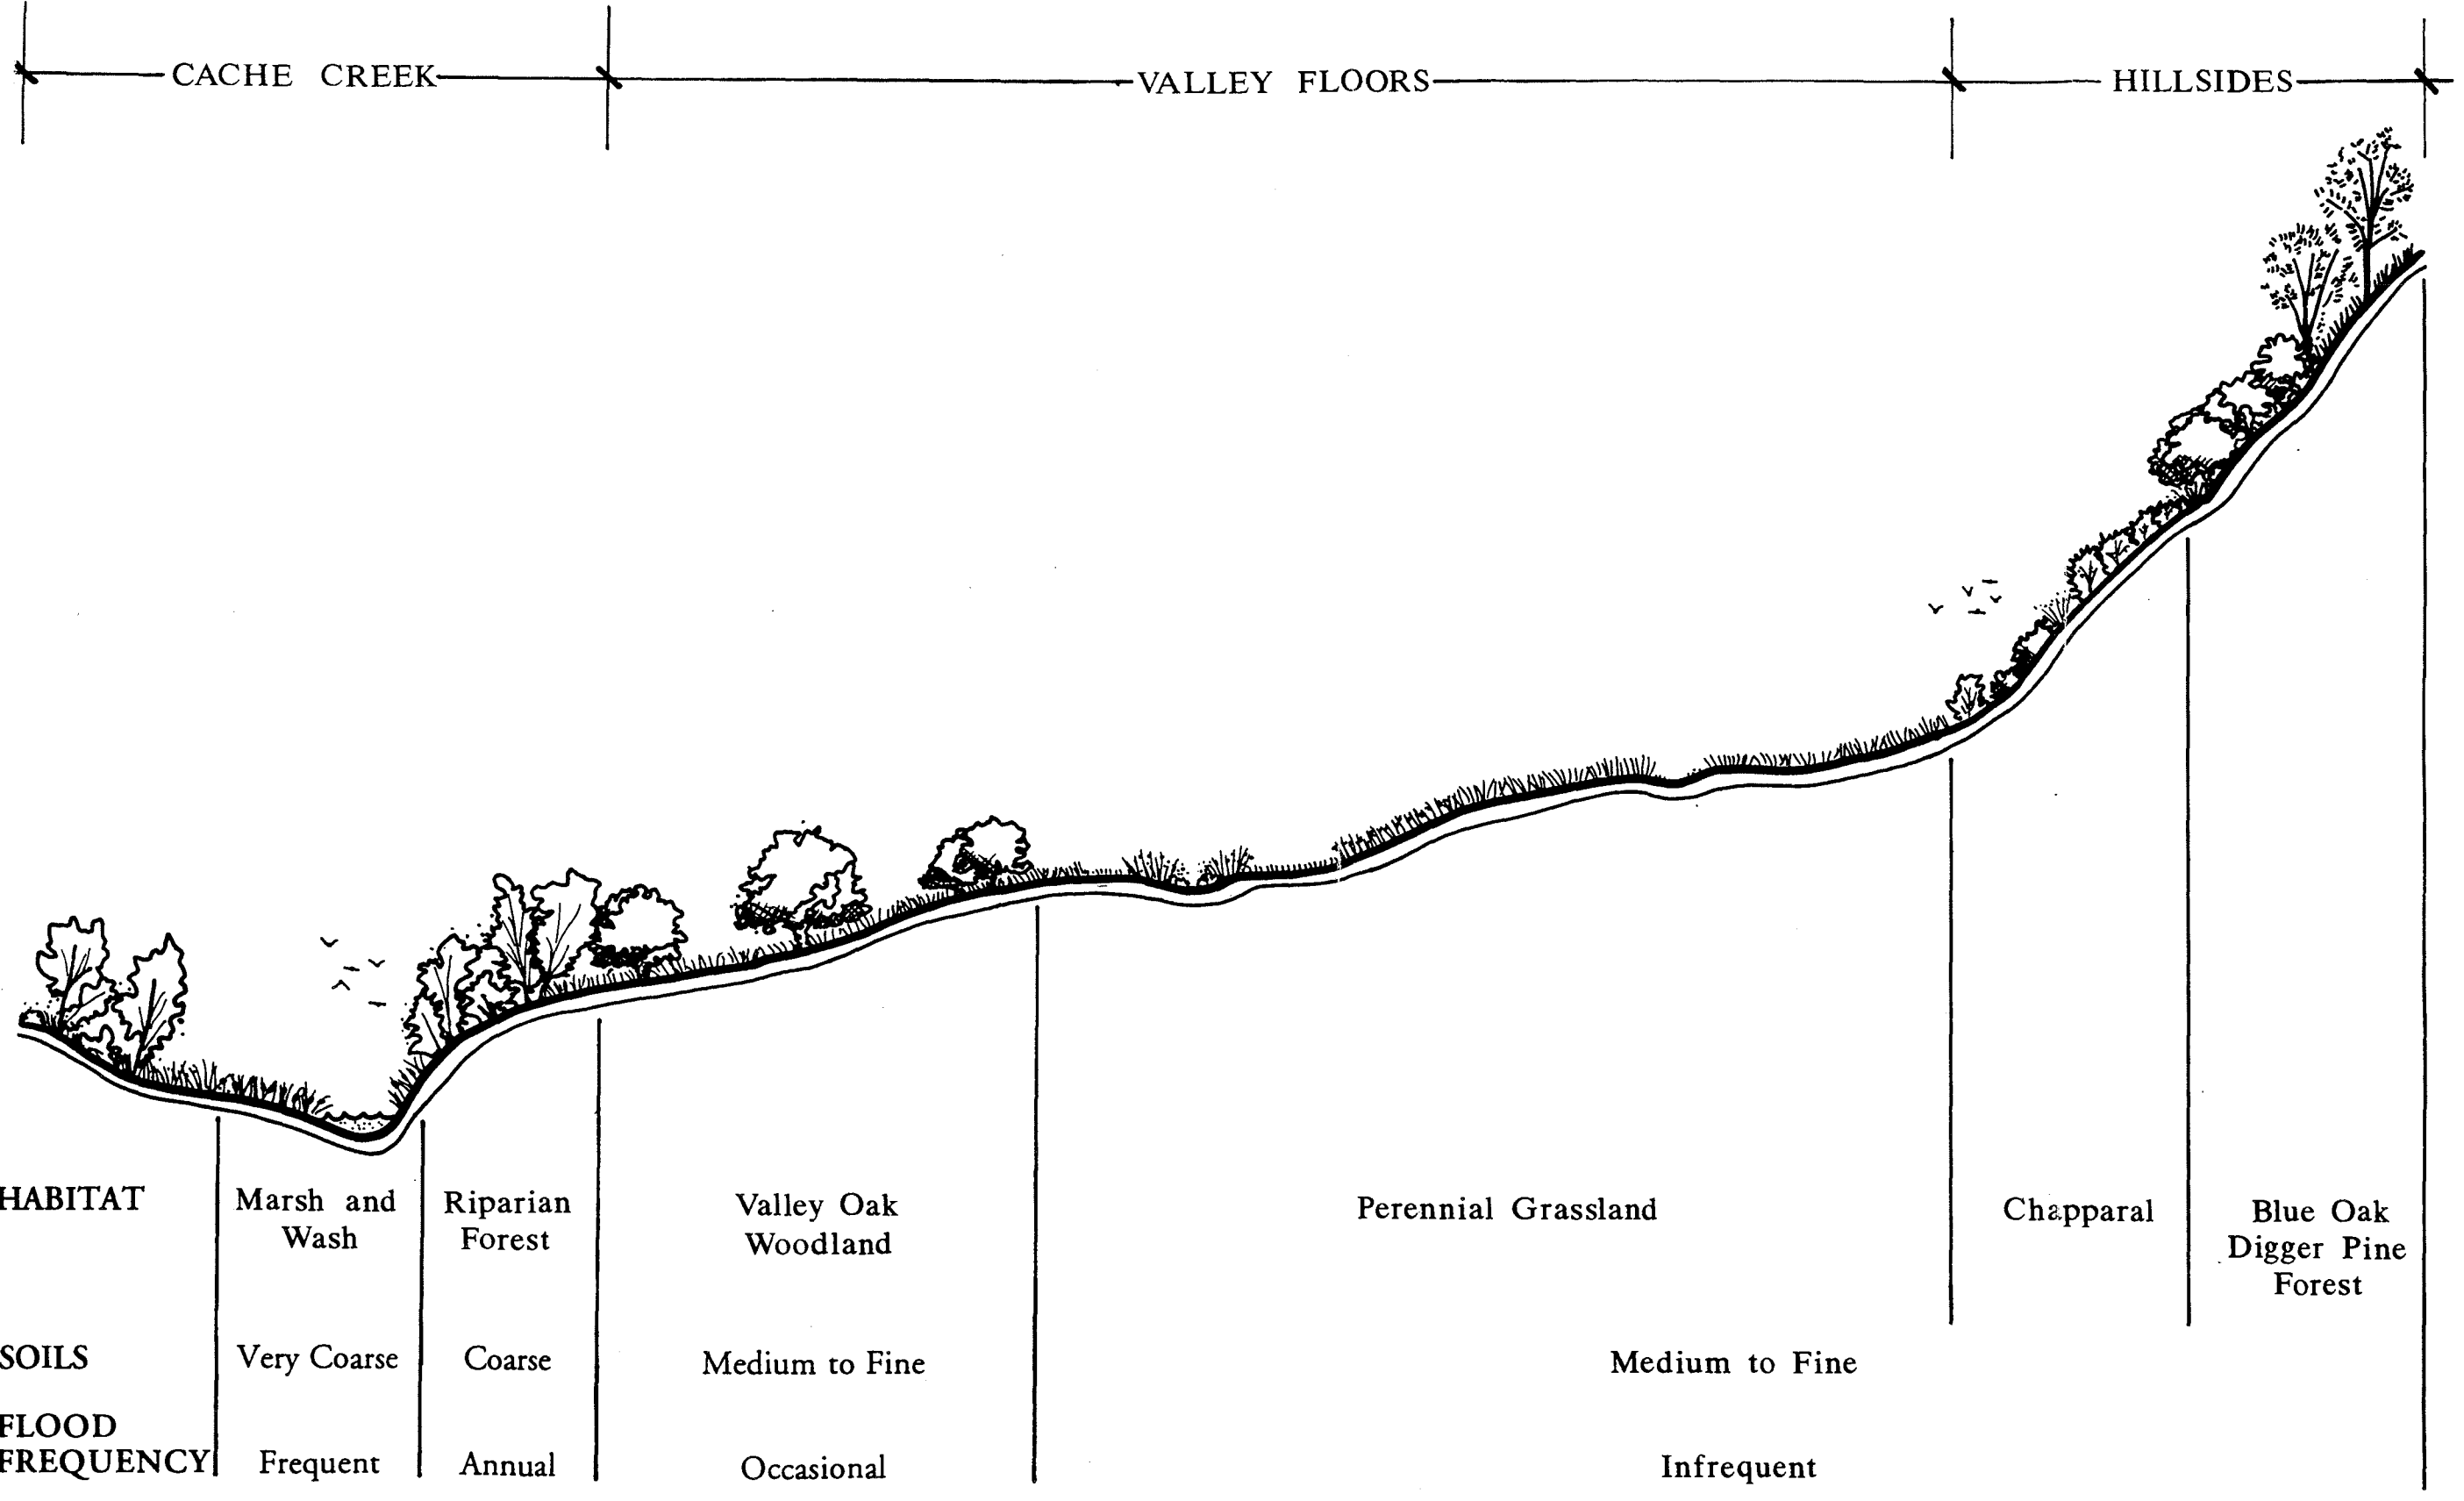 CACHE CREEK
VALLEY FLOORS
HILLSIDES
HABITAT
Marsh and
Wash
Riparian
Forest
Valley Oak
Woodland
Perennial Grassland
Chapparal
Blue Oak
Digger Pine
Forest
SOILS
Very Coarse
Coarse
Medium to Fine
Medium to Fine
FLOOD
FREQUENCY
Frequent
Annual
Occasional
Infrequent